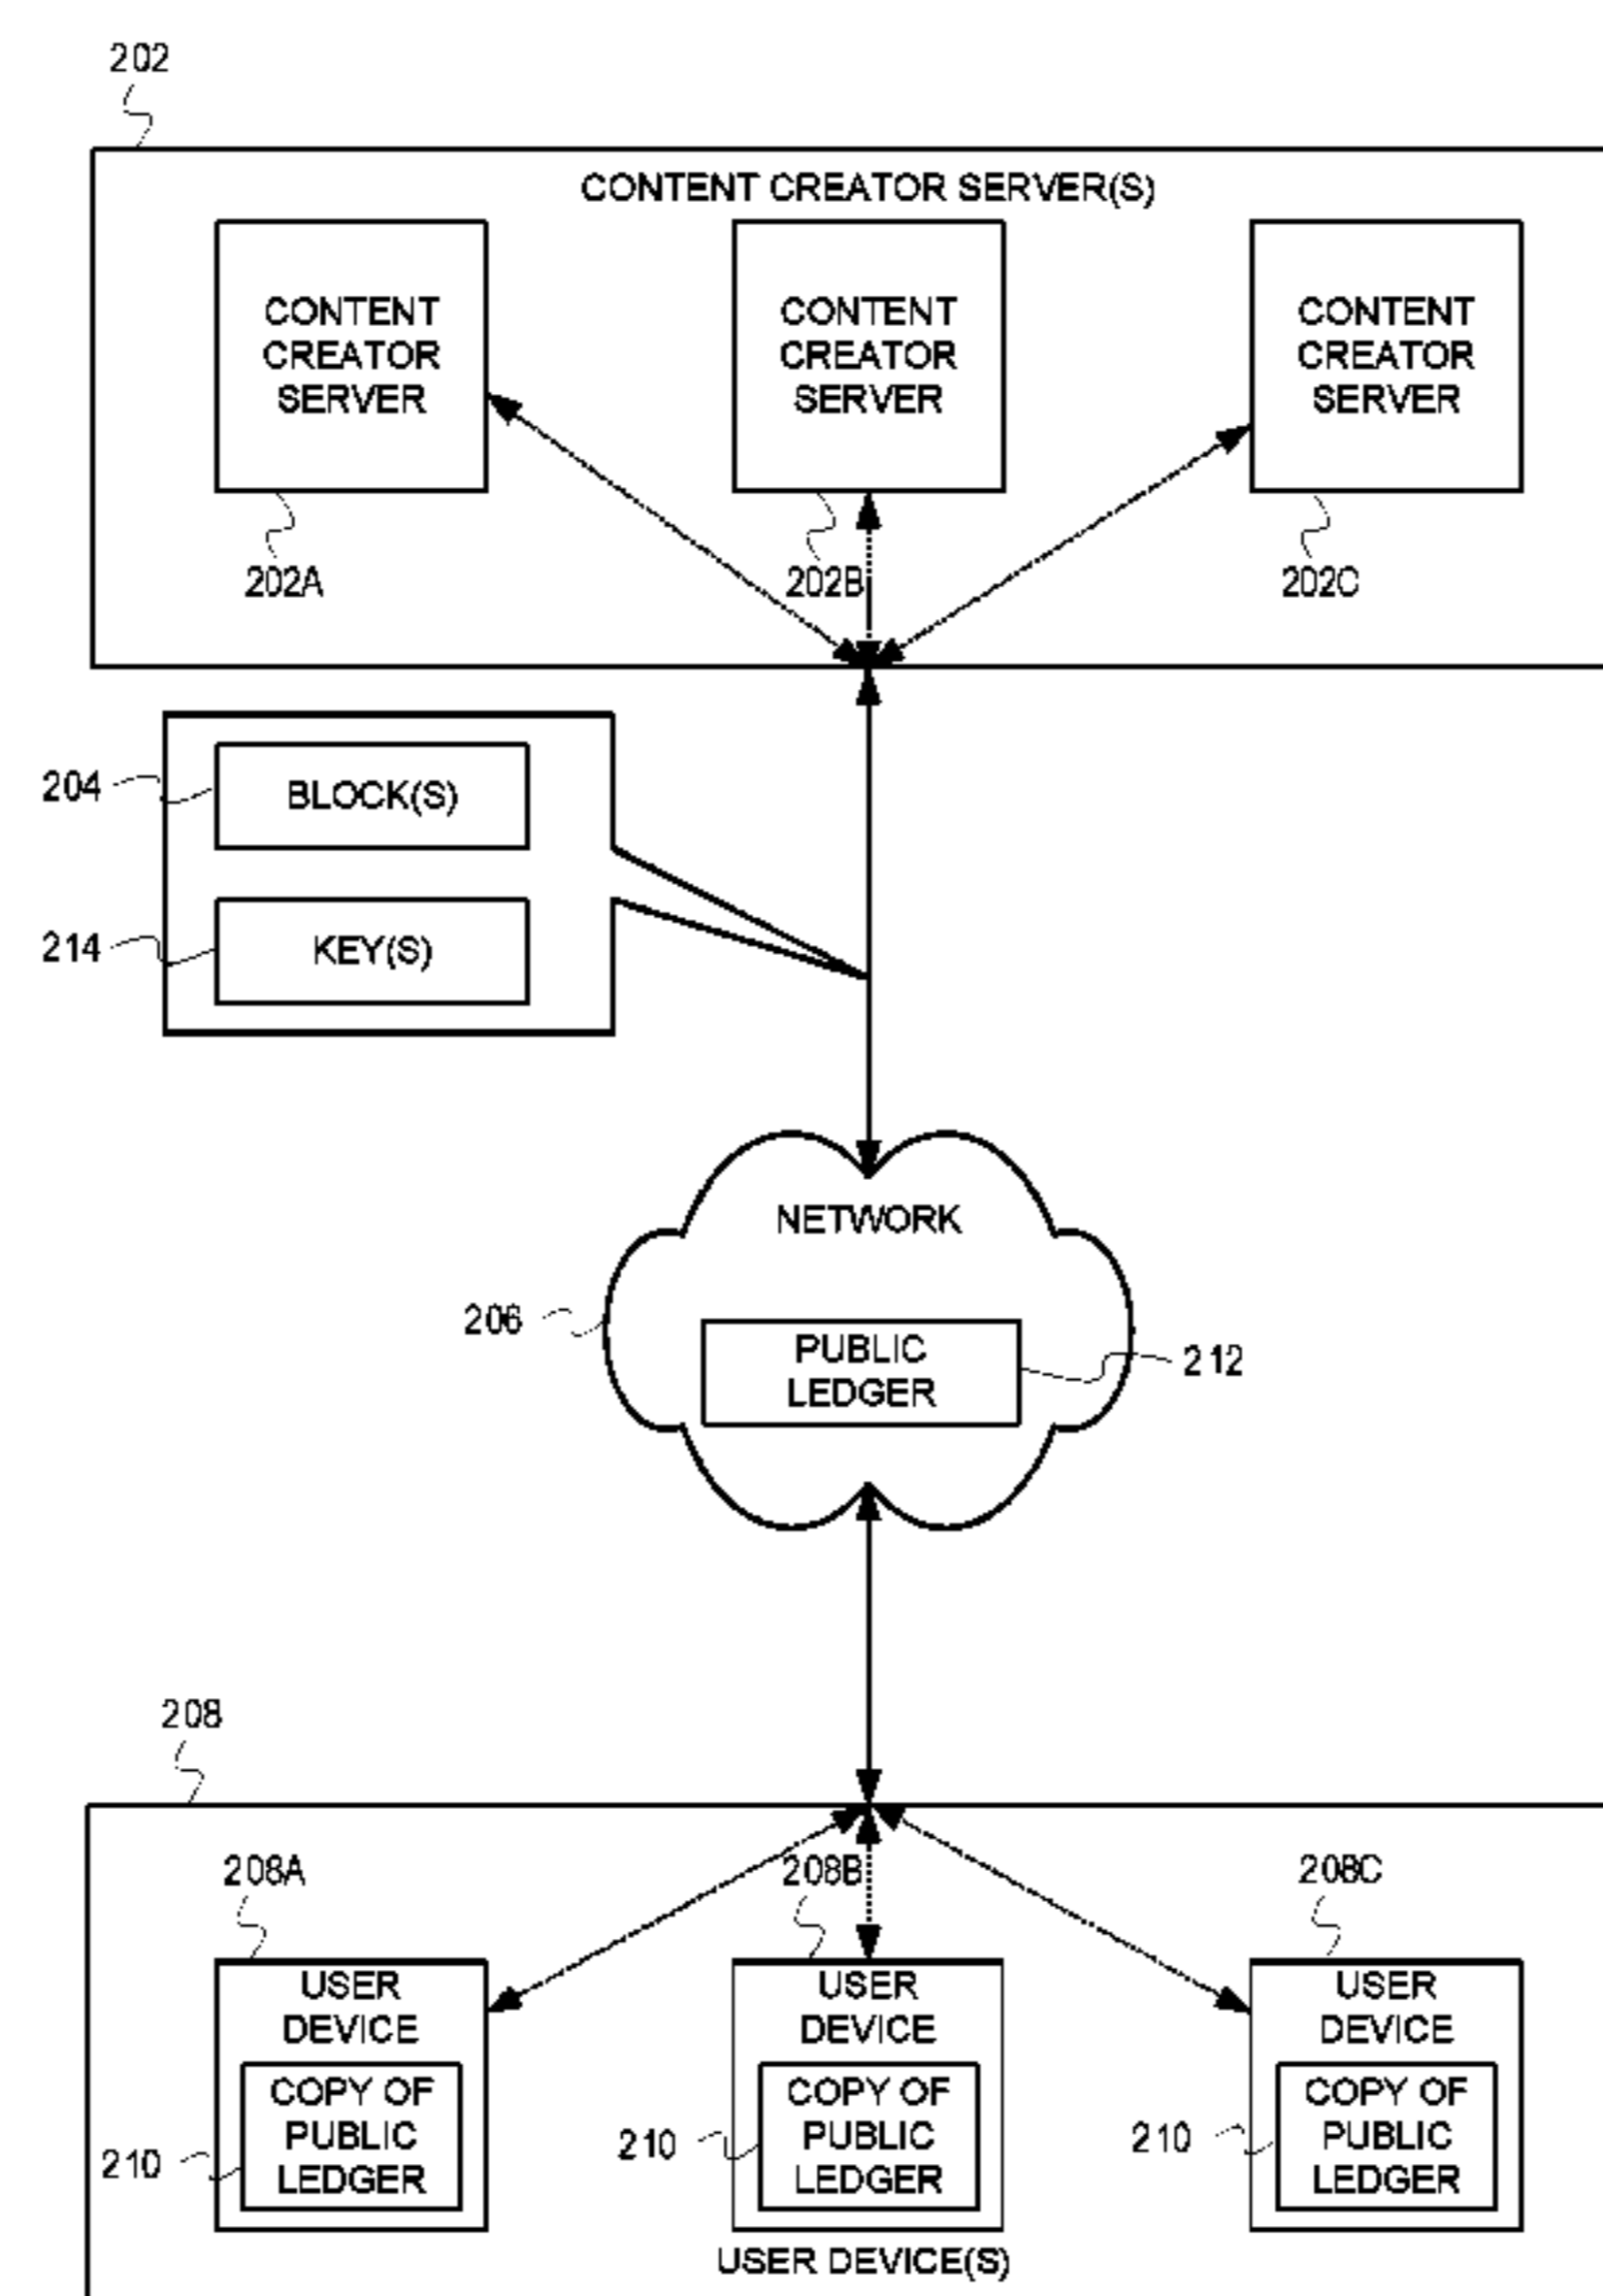 202
CONTENT CREATOR SERVER(S)
CONTENT
CREATOR
SERVER
CONTENT
CREATOR
SERVER
CONTENT
CREATOR
SERVER
202A
202B
202C
204
BLOCK(S)
214
KEY(S)
NETWORK
206
PUBLIC
LEDGER
212
208
208A
208B
208C
USER
DEVICE
COPY OF
PUBLIC
LEDGER
210
USER
DEVICE
COPY OF
PUBLIC
LEDGER
210
USER
DEVICE
COPY OF
PUBLIC
LEDGER
210
USER DEVICE(S)